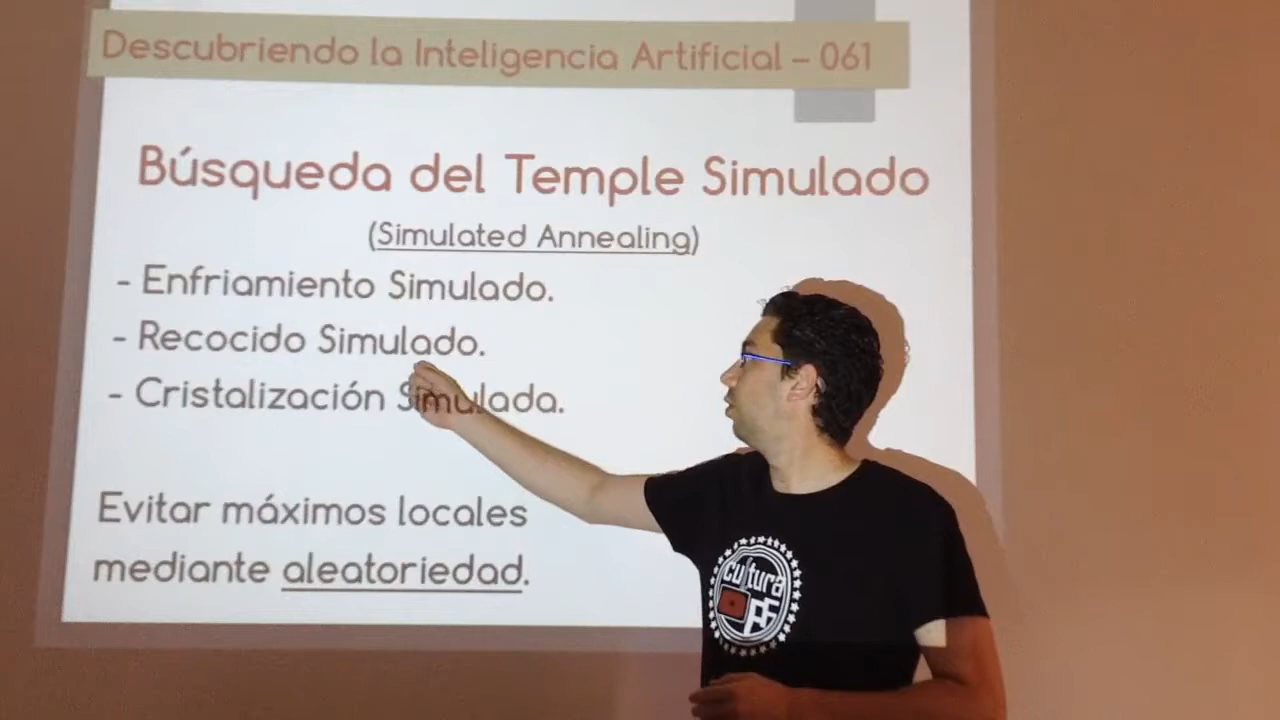 Descubriendo la Inteligencia Artificial – 061
Búsqueda del Temple Simulado
(Simulated Annealing)
- Enfriamiento Simulado.
- Recocido Simulado.
- Cristalización Simulada.
Evitar máximos locales
mediante aleatoriedad.
cultura